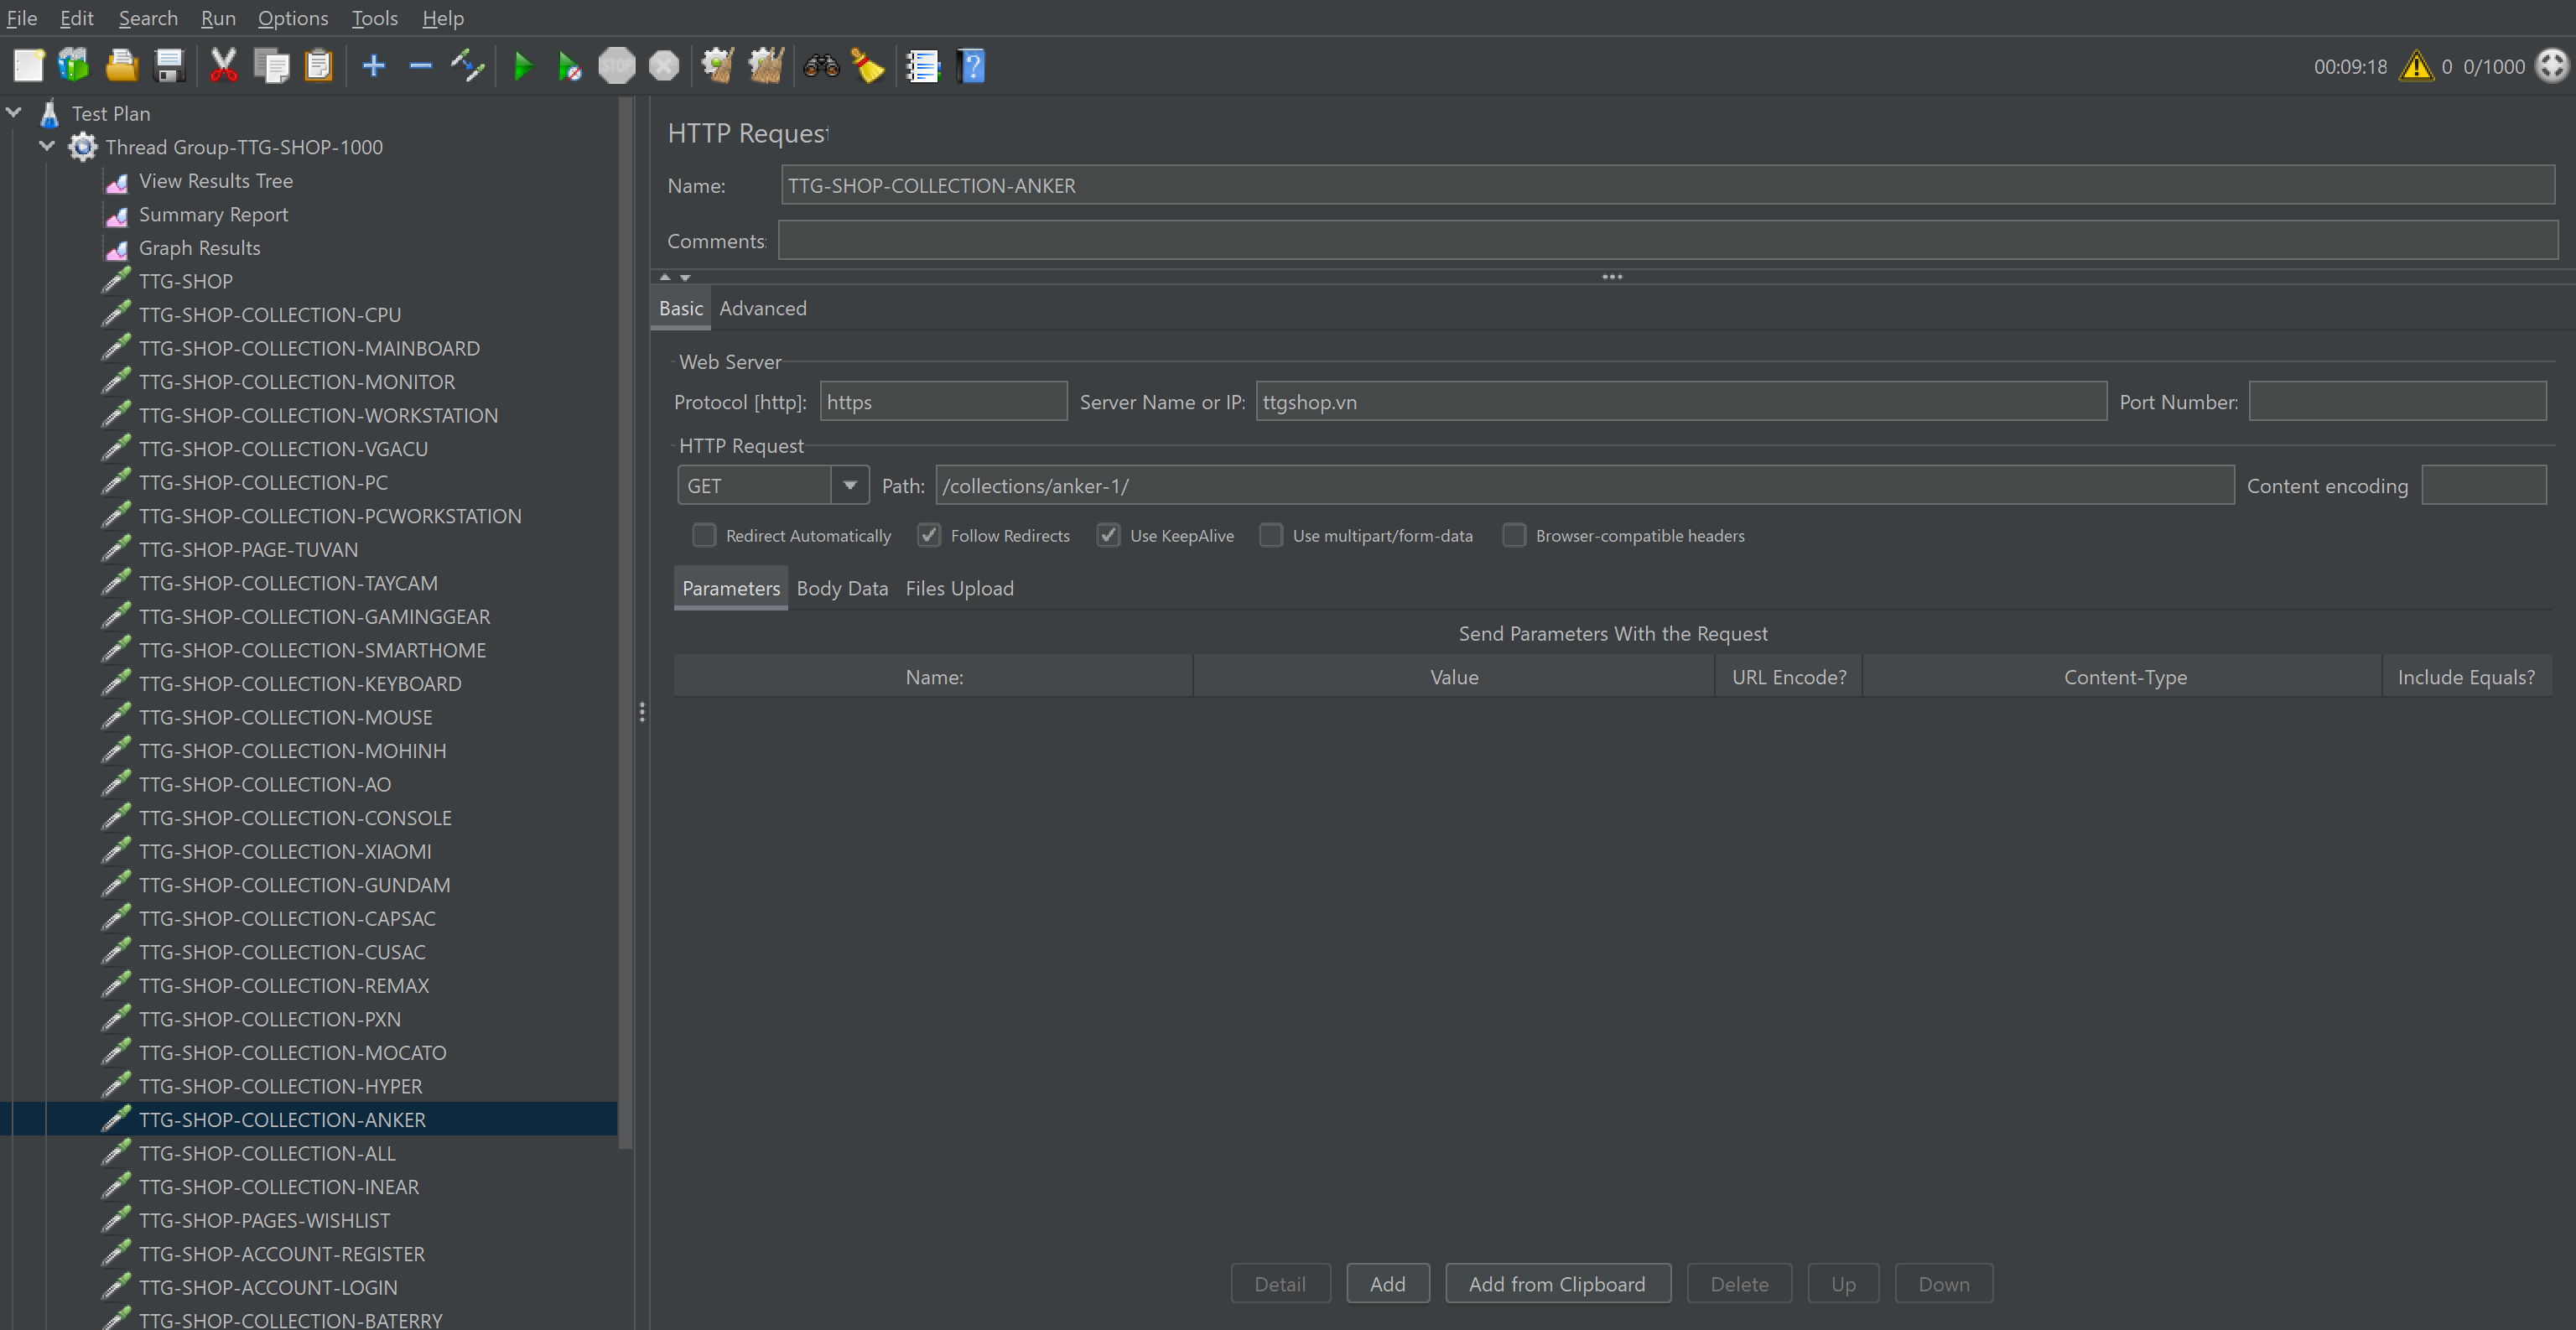 File Edit Search Run Options Tools Help
STOP
00:09:18 0 0/1000
Test Plan
Thread Group-TTG-SHOP-1000
View Results Tree
Summary Report
Graph Results
TTG-SHOP
TTG-SHOP-COLLECTION-CPU
TTG-SHOP-COLLECTION-MAINBOARD
TTG-SHOP-COLLECTION-MONITOR
TTG-SHOP-COLLECTION-WORKSTATION
TTG-SHOP-COLLECTION-VGACU
TTG-SHOP-COLLECTION-PC
TTG-SHOP-COLLECTION-PCWORKSTATION
TTG-SHOP-PAGE-TUVAN
TTG-SHOP-COLLECTION-TAYCAM
TTG-SHOP-COLLECTION-GAMINGGEAR
TTG-SHOP-COLLECTION-SMARTHOME
TTG-SHOP-COLLECTION-KEYBOARD
TTG-SHOP-COLLECTION-MOUSE
TTG-SHOP-COLLECTION-MOHINH
TTG-SHOP-COLLECTION-AO
TTG-SHOP-COLLECTION-CONSOLE
TTG-SHOP-COLLECTION-XIAOMI
TTG-SHOP-COLLECTION-GUNDAM
TTG-SHOP-COLLECTION-CAPSAC
TTG-SHOP-COLLECTION-CUSAC
TTG-SHOP-COLLECTION-REMAX
TTG-SHOP-COLLECTION-PXN
TTG-SHOP-COLLECTION-MOCATO
TTG-SHOP-COLLECTION-HYPER
TTG-SHOP-COLLECTION-ANKER
TTG-SHOP-COLLECTION-ALL
TTG-SHOP-COLLECTION-INEAR
TTG-SHOP-PAGES-WISHLIST
TTG-SHOP-ACCOUNT-REGISTER
TTG-SHOP-ACCOUNT-LOGIN
TTG-SHOP-COLLECTION-BATERRY
HTTP Request
Name: TTG-SHOP-COLLECTION-ANKER
Comments:
Basic Advanced
Web Server
Protocol [http]: https Server Name or IP: ttgshop.vn Port Number:
HTTP Request
GET Path: /collections/anker-1/ Content encoding
Redirect Automatically Follow Redirects Use KeepAlive Use multipart/form-data Browser-compatible headers
Parameters Body Data Files Upload
Send Parameters With the Request
Name: Value URL Encode? Content-Type Include Equals?
Detail Add Add from Clipboard Delete Up Down